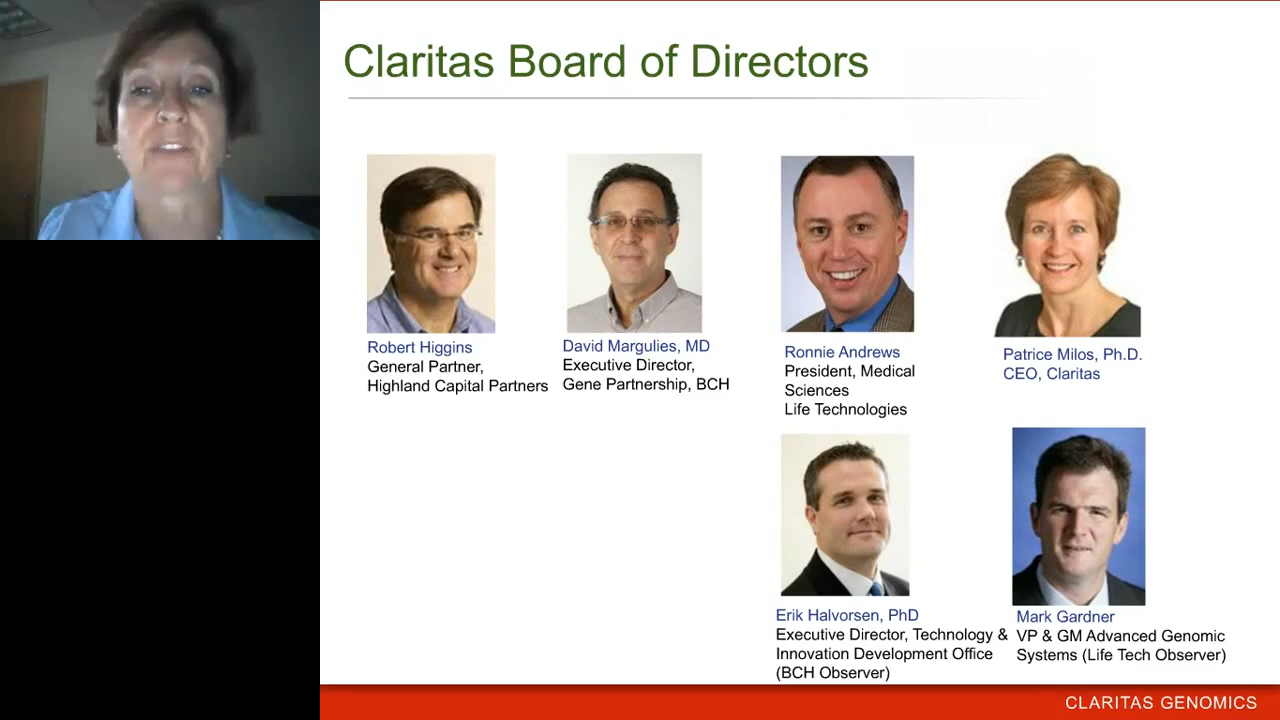 Claritas Board of Directors
Robert Higgins
General Partner,
Highland Capital Partners
David Margulies, MD
Executive Director,
Gene Partnership, BCH
Ronnie Andrews
President, Medical
Sciences
Life Technologies
Patrice Milos, Ph.D.
CEO, Claritas
Erik Halvorsen, PhD
Executive Director, Technology &
Innovation Development Office
(BCH Observer)
Mark Gardner
VP & GM Advanced Genomic
Systems (Life Tech Observer)
CLARITAS GENOMICS